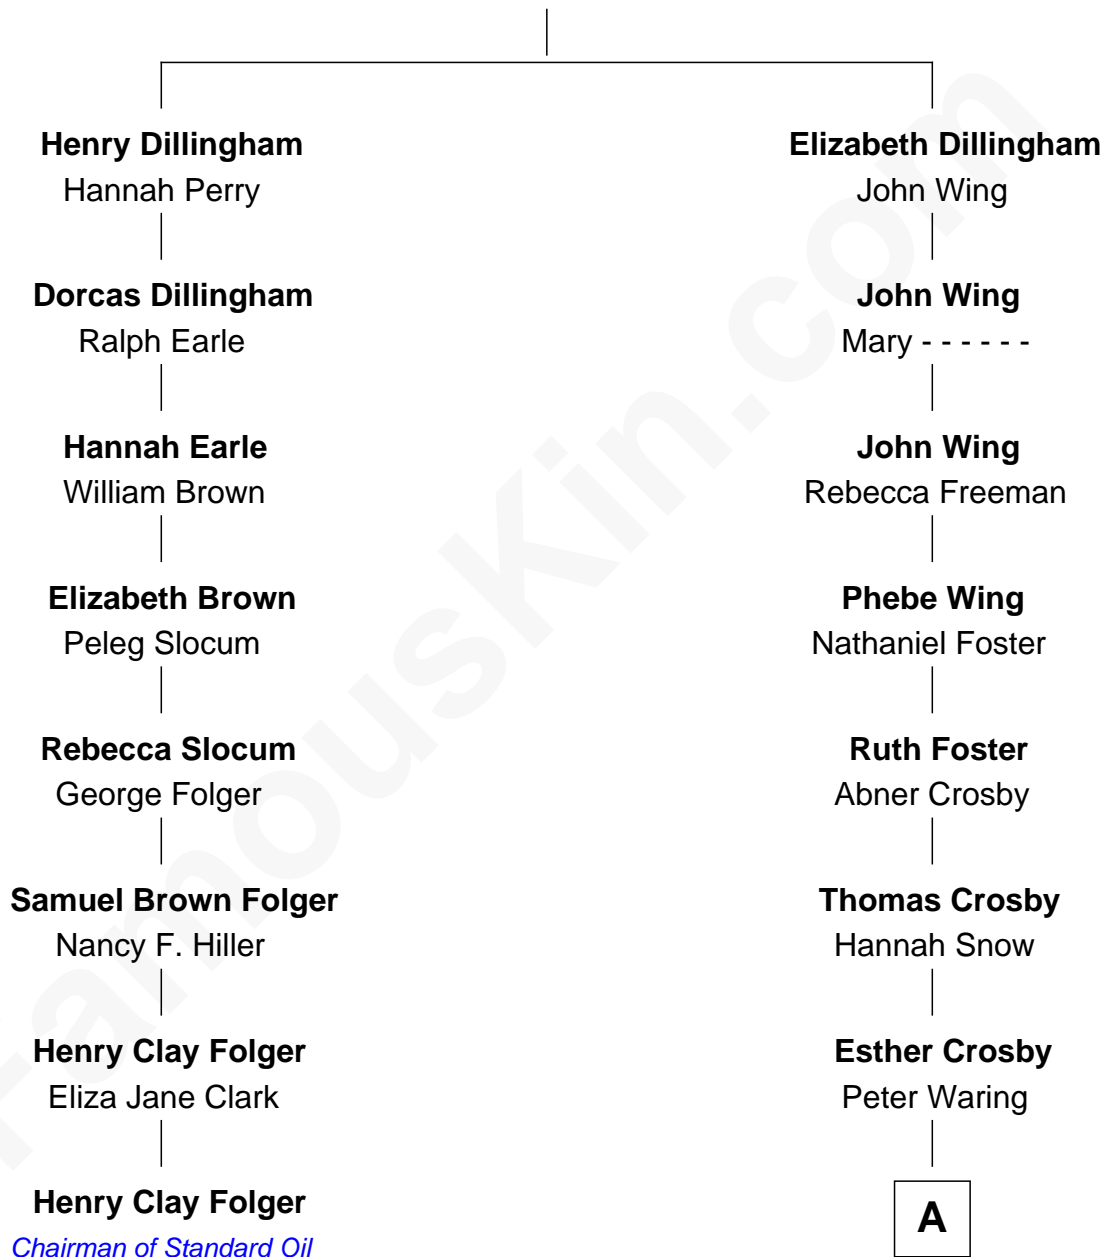 Henry Dillingham
Hannah Perry
Dorcas Dillingham
Ralph Earle
Hannah Earle
William Brown
Elizabeth Brown
Peleg Slocum
Rebecca Slocum
George Folger
Samuel Brown Folger
Nancy F. Hiller
Henry Clay Folger
Eliza Jane Clark
Henry Clay Folger
Chairman of Standard Oil
Elizabeth Dillingham
John Wing
John Wing
Mary - - - - - -
John Wing
Rebecca Freeman
Phebe Wing
Nathaniel Foster
Ruth Foster
Abner Crosby
Thomas Crosby
Hannah Snow
Esther Crosby
Peter Waring
A
FamousKin.com